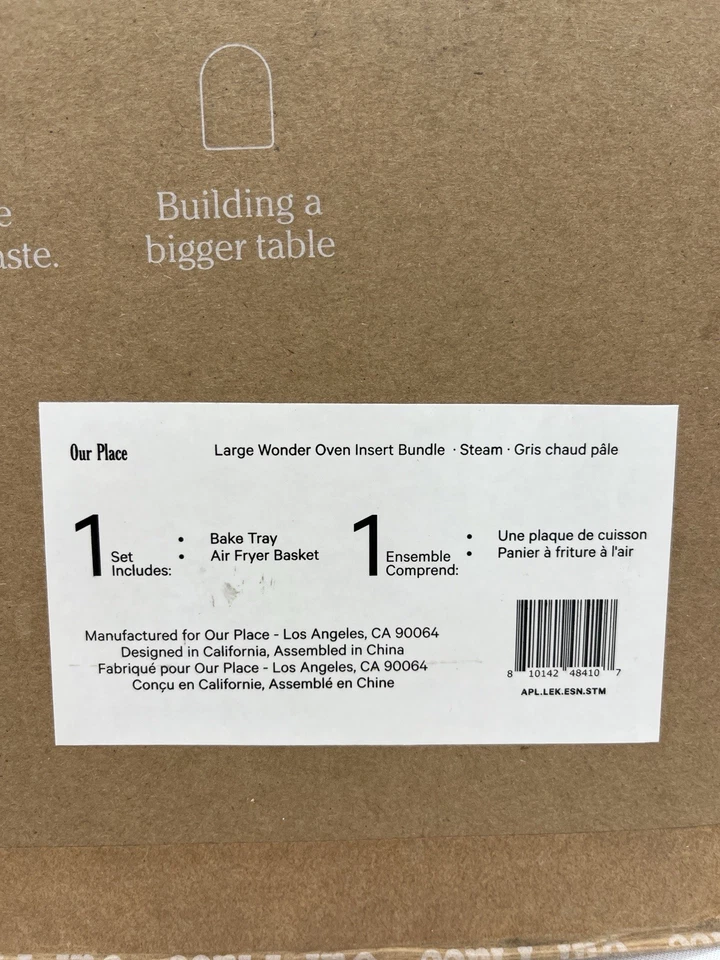 Building a
bigger table
Our Place
Large Wonder Oven Insert Bundle · Steam · Gris chaud pâle
1 Set
Includes:
• Bake Tray
• Air Fryer Basket
1 Ensemble
Comprend:
• Une plaque de cuisson
• Panier à friture à l'air
Manufactured for Our Place - Los Angeles, CA 90064
Designed in California, Assembled in China
Fabriqué pour Our Place - Los Angeles, CA 90064
Conçu en Californie, Assemblé en Chine
8 10142 48410 7
APL.LEK.ESN.STM